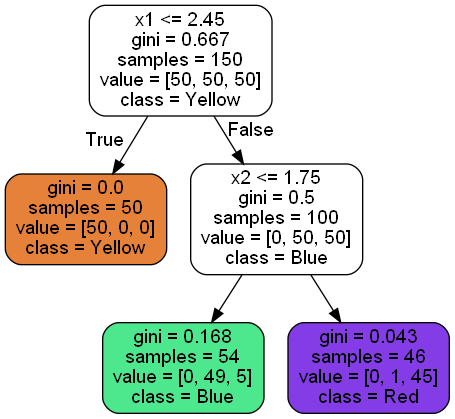 x1 <= 2.45
gini = 0.667
samples = 150
value = [50, 50, 50]
class = Yellow
True
False
gini = 0.0
samples = 50
value = [50, 0, 0]
class = Yellow
x2 <= 1.75
gini = 0.5
samples = 100
value = [0, 50, 50]
class = Blue
gini = 0.168
samples = 54
value = [0, 49, 5]
class = Blue
gini = 0.043
samples = 46
value = [0, 1, 45]
class = Red